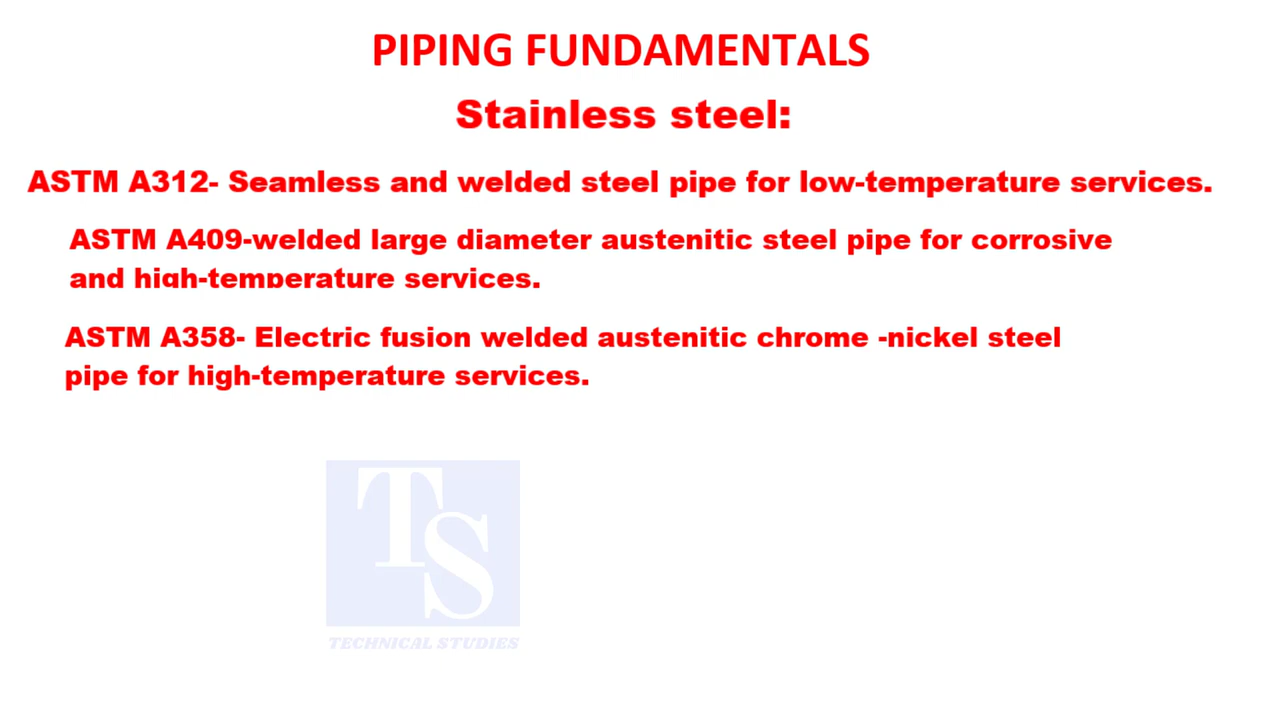 PIPING FUNDAMENTALS
Stainless steel:
ASTM A312- Seamless and welded steel pipe for low-temperature services.
ASTM A409-welded large diameter austenitic steel pipe for corrosive
and high-temperature services.
ASTM A358- Electric fusion welded austenitic chrome -nickel steel
pipe for high-temperature services.
TS
TECHNICAL STUDIES